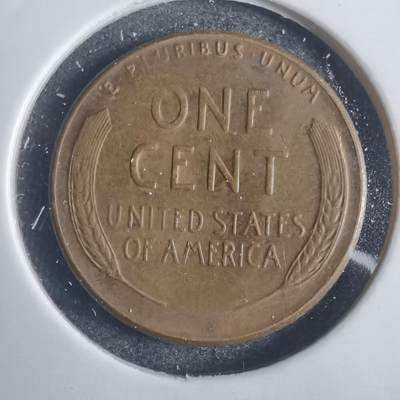 E PLURIBUS UNUM
ONE
CENT
UNITED STATES
OF AMERICA